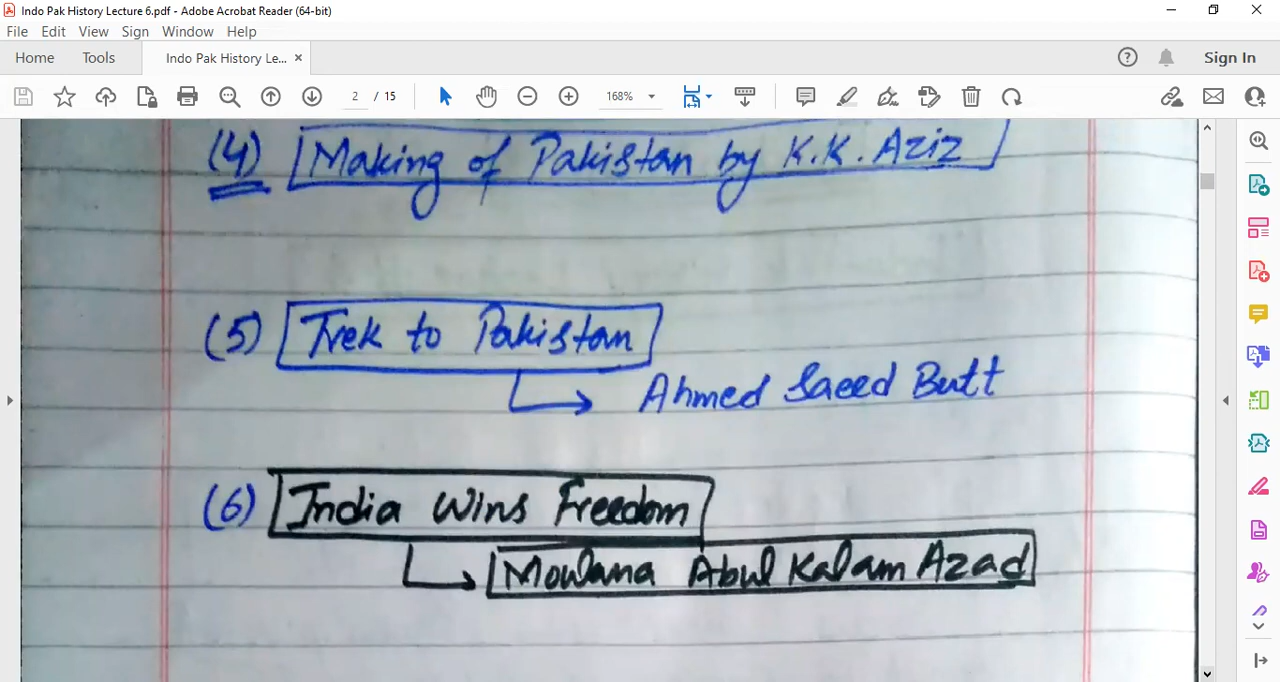 Indo Pak History Lecture 6.pdf - Adobe Acrobat Reader (64-bit)
File Edit View Sign Window Help
Home Tools Indo Pak History Le... × Sign In
2 / 15 168%
(4) Making of Pakistan by K.K. Aziz
(5) Trek to Pakistan
Ahmed Saeed Butt
(6) India Wins Freedom
Moulana Abul Kalam Azad